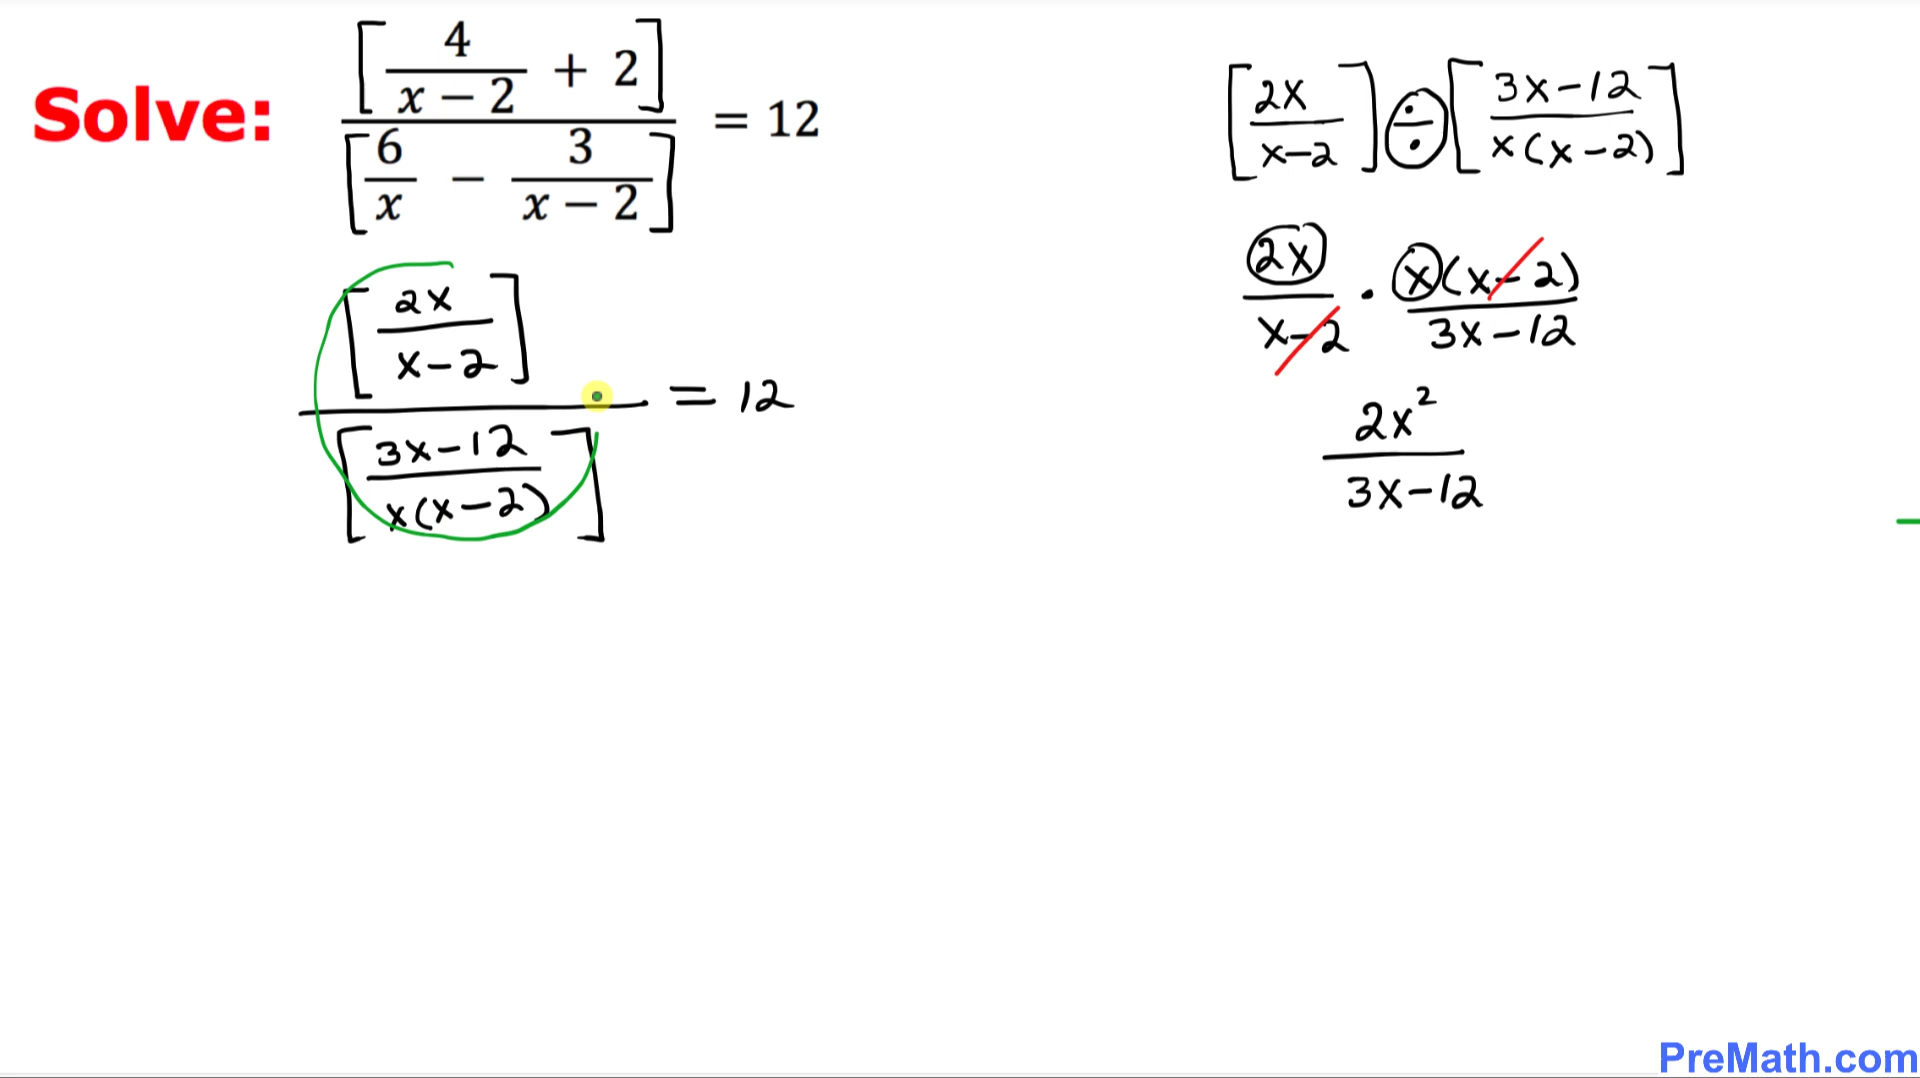 Solve: [4/(x − 2) + 2] / [6/x − 3/(x − 2)] = 12
[2x/(x−2)] / [(3x−12)/(x(x−2))] = 12
[2x/(x−2)] ÷ [(3x−12)/(x(x−2))]
2x/(x−2) · x(x−2)/(3x−12)
2x²/(3x−12)
PreMath.com